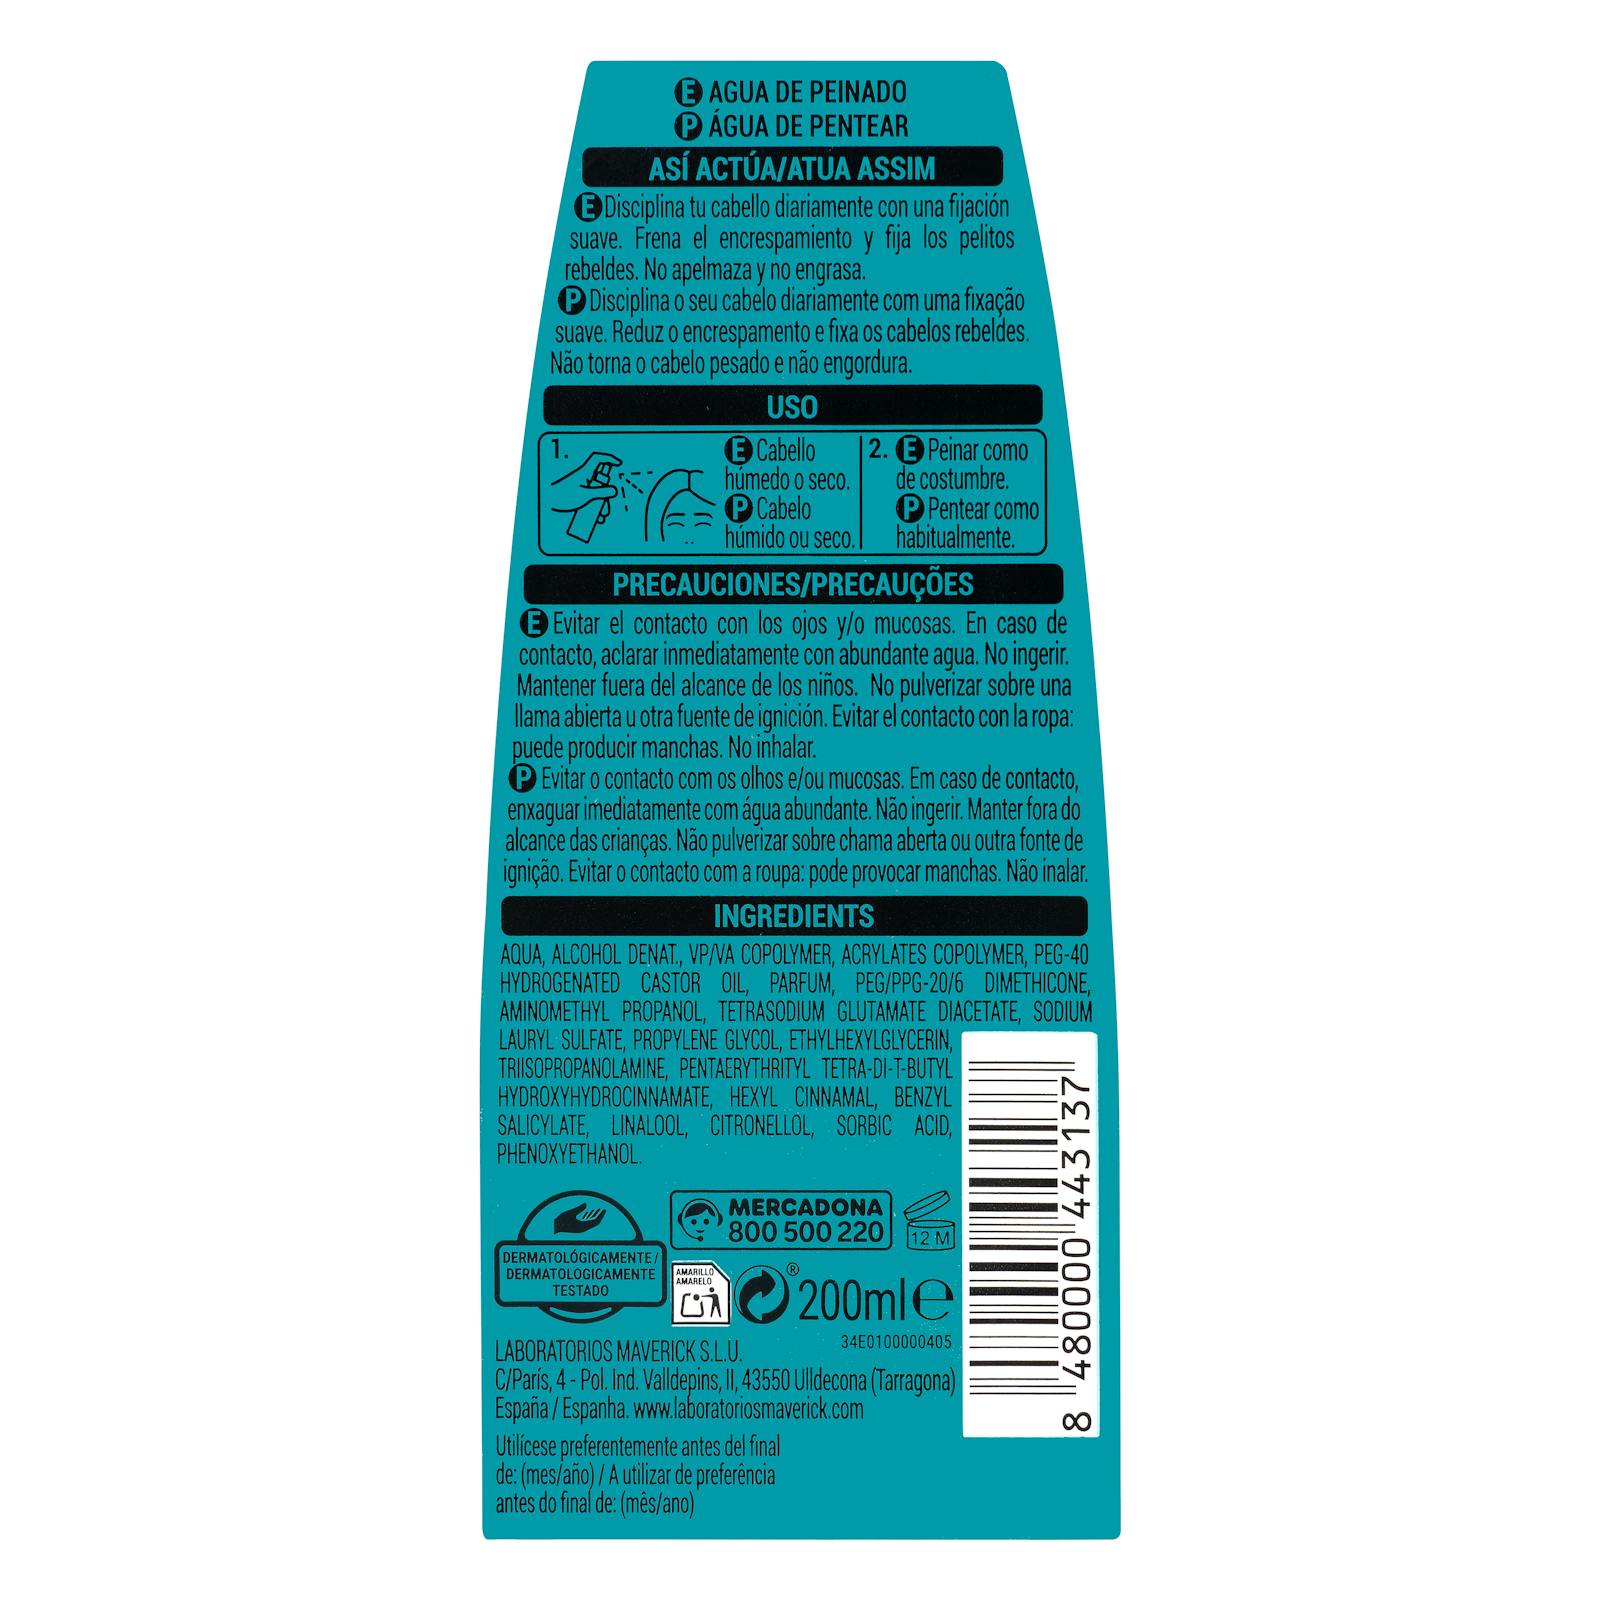 E AGUA DE PEINADO
P ÁGUA DE PENTEAR
ASÍ ACTÚA/ATUA ASSIM
E Disciplina tu cabello diariamente con una fijación
suave. Frena el encrespamiento y fija los pelitos
rebeldes. No apelmaza y no engrasa.
P Disciplina o seu cabelo diariamente com uma fixação
suave. Reduz o encrespamento e fixa os cabelos rebeldes.
Não torna o cabelo pesado e não engordura.
USO
1.
E Cabello
húmedo o seco.
P Cabelo
húmido ou seco.
2. E Peinar como
de costumbre.
P Pentear como
habitualmente.
PRECAUCIONES/PRECAUÇÕES
E Evitar el contacto con los ojos y/o mucosas. En caso de
contacto, aclarar inmediatamente con abundante agua. No ingerir.
Mantener fuera del alcance de los niños. No pulverizar sobre una
llama abierta u otra fuente de ignición. Evitar el contacto con la ropa:
puede producir manchas. No inhalar.
P Evitar o contacto com os olhos e/ou mucosas. Em caso de contacto,
enxaguar imediatamente com água abundante. Não ingerir. Manter fora do
alcance das crianças. Não pulverizar sobre chama aberta ou outra fonte de
ignição. Evitar o contacto com a roupa: pode provocar manchas. Não inalar.
INGREDIENTS
AQUA, ALCOHOL DENAT., VP/VA COPOLYMER, ACRYLATES COPOLYMER, PEG-40
HYDROGENATED CASTOR OIL, PARFUM, PEG/PPG-20/6 DIMETHICONE,
AMINOMETHYL PROPANOL, TETRASODIUM GLUTAMATE DIACETATE, SODIUM
LAURYL SULFATE, PROPYLENE GLYCOL, ETHYLHEXYLGLYCERIN,
TRIISOPROPANOLAMINE, PENTAERYTHRITYL TETRA-DI-T-BUTYL
HYDROXYHYDROCINNAMATE, HEXYL CINNAMAL, BENZYL
SALICYLATE, LINALOOL, CITRONELLOL, SORBIC ACID,
PHENOXYETHANOL.
DERMATOLÓGICAMENTE/
DERMATOLOGICAMENTE
TESTADO
MERCADONA
800 500 220
12 M
AMARILLO
AMARELO
® 200ml e
34E0100000405
LABORATORIOS MAVERICK S.L.U.
C/París, 4 - Pol. Ind. Valldepins, II, 43550 Ulldecona (Tarragona)
España / Espanha. www.laboratoriosmaverick.com
Utilícese preferentemente antes del final
de: (mes/año) / A utilizar de preferência
antes do final de: (mês/ano)
8 480000 443137